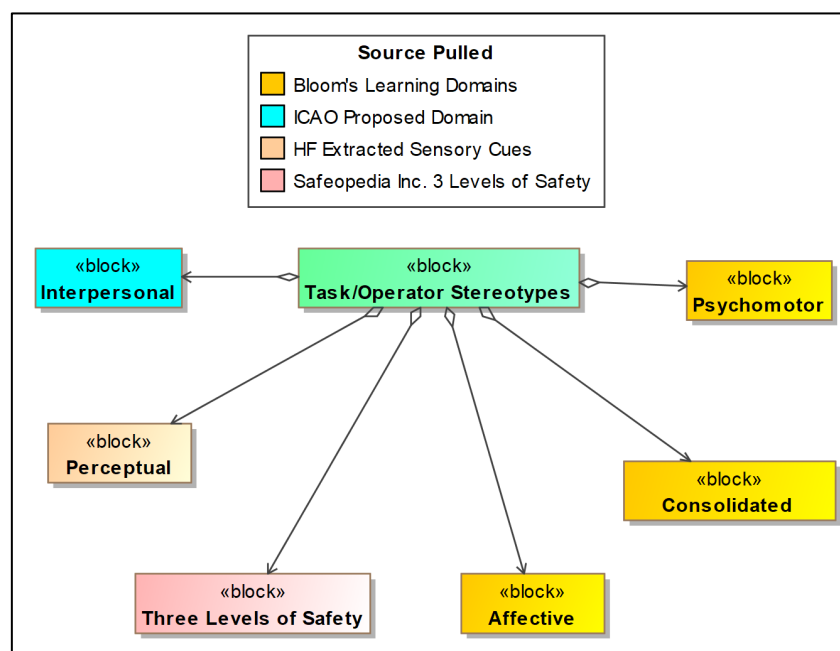 Source Pulled
Bloom's Learning Domains
ICAO Proposed Domain
HF Extracted Sensory Cues
Safeopedia Inc. 3 Levels of Safety
«block»
Interpersonal
«block»
Task/Operator Stereotypes
«block»
Psychomotor
«block»
Perceptual
«block»
Consolidated
«block»
Three Levels of Safety
«block»
Affective